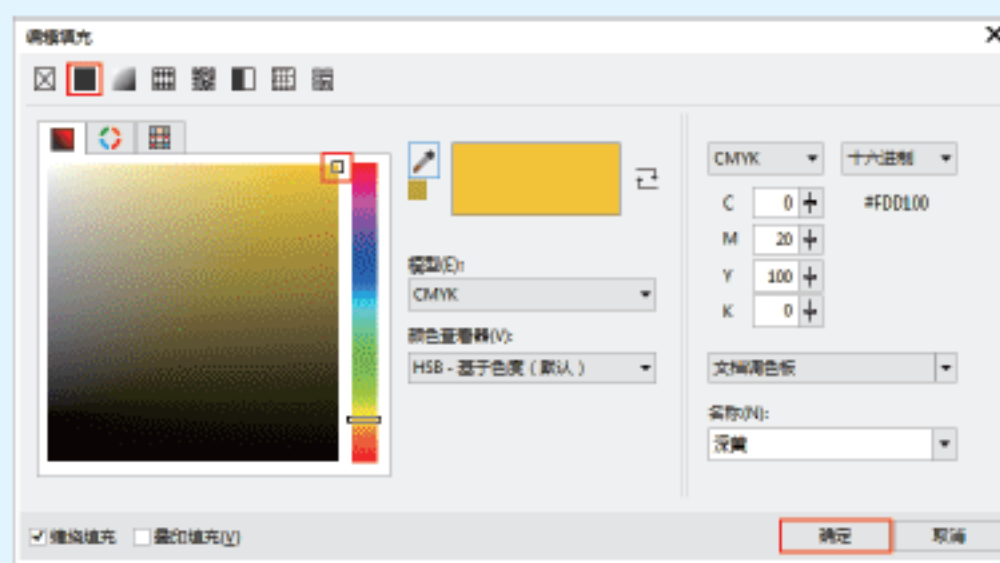 编辑填充
CMYK
十六进制
C 0
#FDD100
M 20
Y 100
K 0
模型(E):
CMYK
颜色查看器(V):
HSB - 基于色度（默认）
文档调色板
名称(N):
深黄
缠绕填充
叠印填充(V)
确定
取消